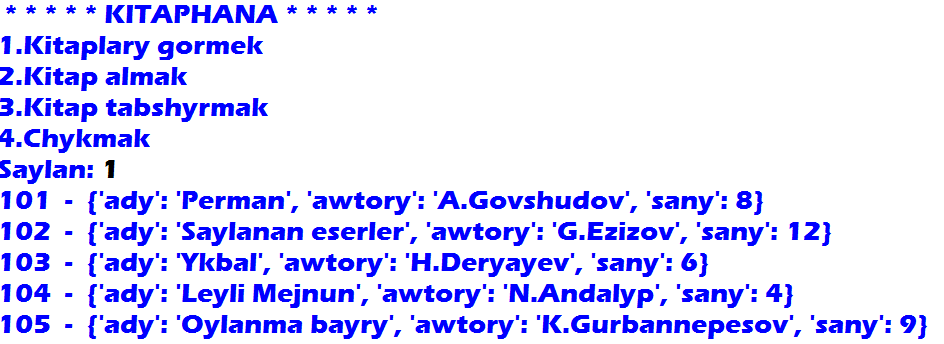 * * * * * KITAPHANA * * * * *
1.Kitaplary gormek
2.Kitap almak
3.Kitap tabshyrmak
4.Chykmak
Saylan: 1
101 - {'ady': 'Perman', 'awtory': 'A.Govshudov', 'sany': 8}
102 - {'ady': 'Saylanan eserler', 'awtory': 'G.Ezizov', 'sany': 12}
103 - {'ady': 'Ykbal', 'awtory': 'H.Deryayev', 'sany': 6}
104 - {'ady': 'Leyli Mejnun', 'awtory': 'N.Andalyp', 'sany': 4}
105 - {'ady': 'Oylanma bayry', 'awtory': 'K.Gurbannepesov', 'sany': 9}